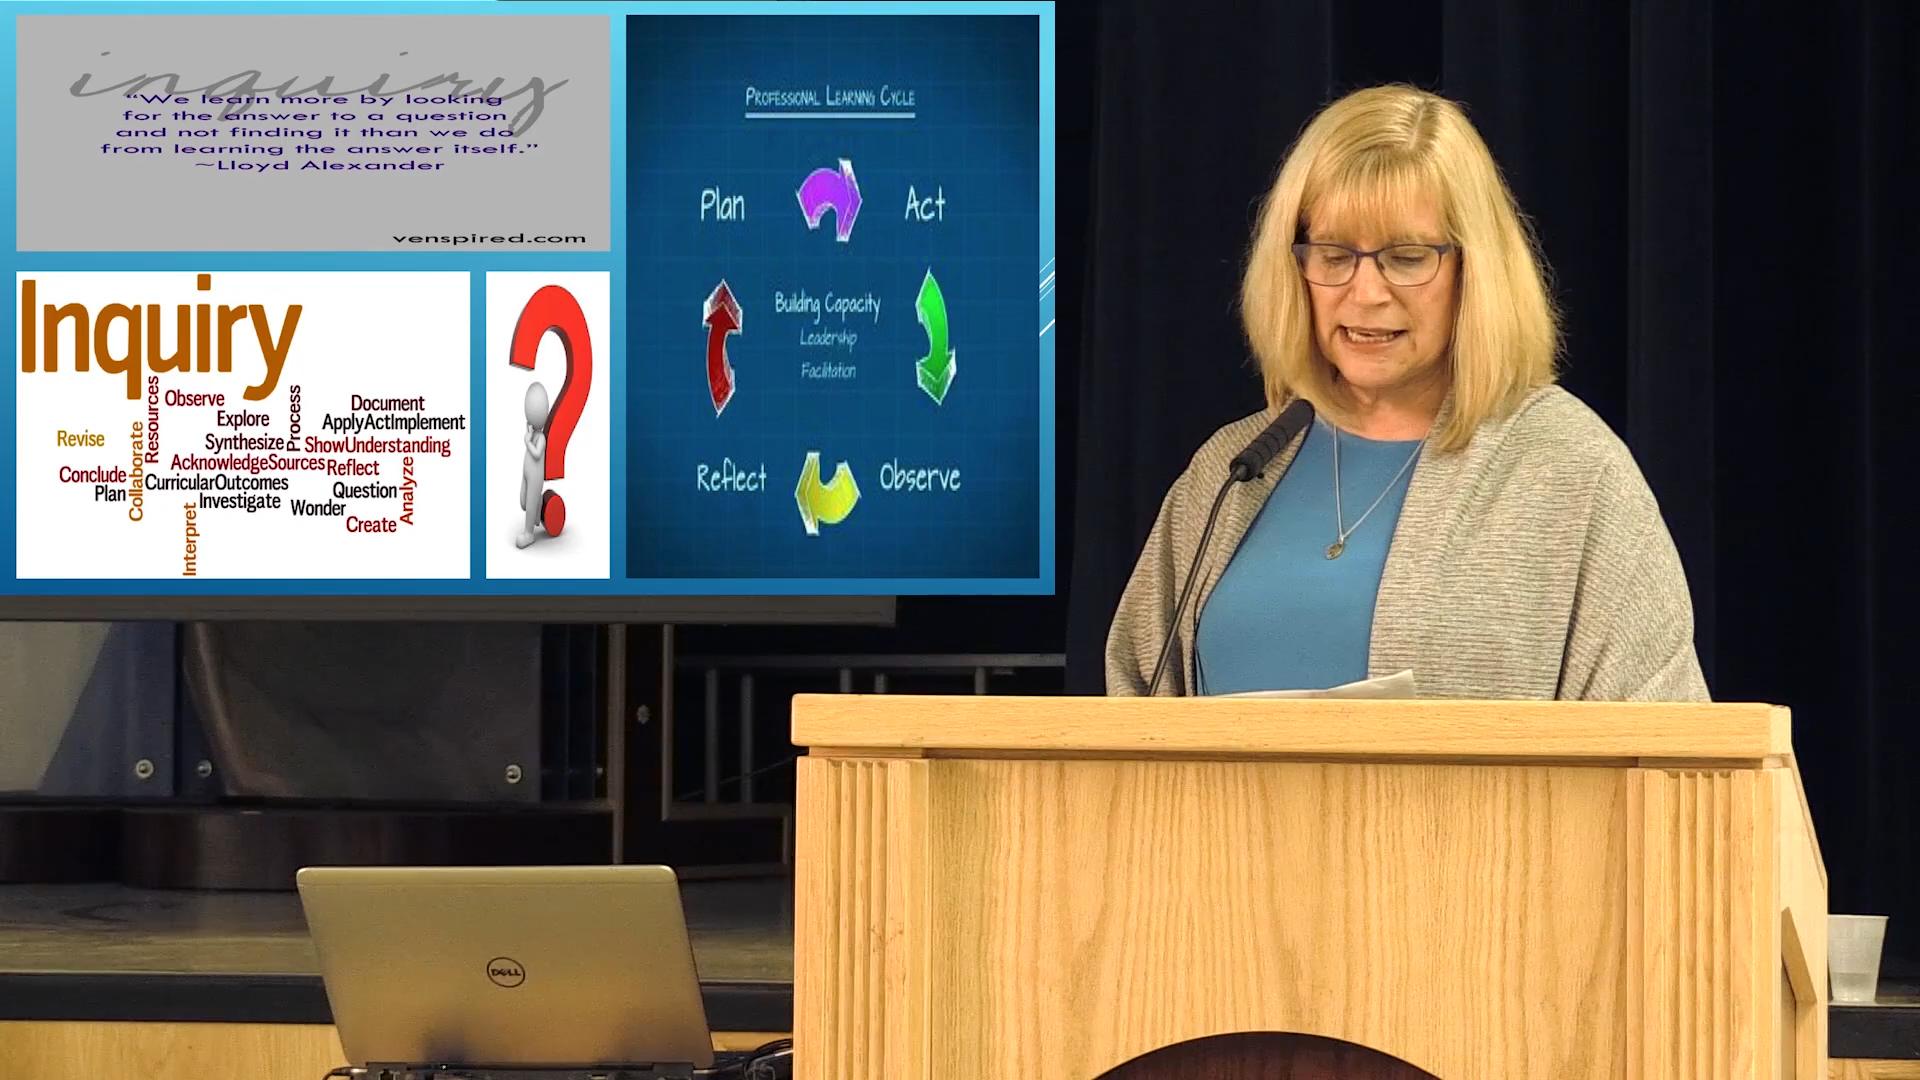 inquiry
“We learn more by looking
for the answer to a question
and not finding it than we do
from learning the answer itself.”
~Lloyd Alexander
venspired.com
Inquiry
Resources
Observe
Process
Document
Explore
ApplyActImplement
Revise
Collaborate
Synthesize
ShowUnderstanding
AcknowledgeSources
Reflect
Conclude
CurricularOutcomes
Analyze
Plan
Investigate
Question
Wonder
Interpret
Create
Professional Learning Cycle
Plan
Act
Building Capacity
Leadership
Facilitation
Reflect
Observe
DELL